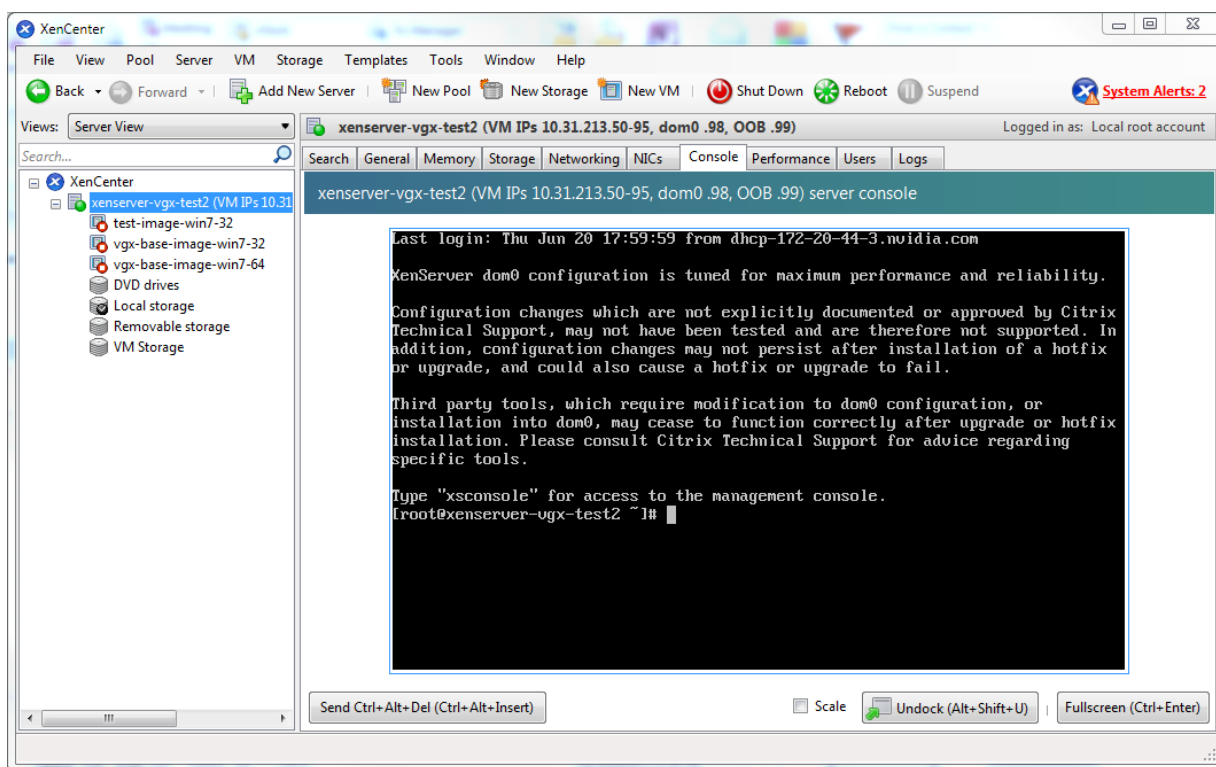 XenCenter
File View Pool Server VM Storage Templates Tools Window Help
Back Forward Add New Server New Pool New Storage New VM Shut Down Reboot Suspend System Alerts: 2
Views: Server View
xenserver-vgx-test2 (VM IPs 10.31.213.50-95, dom0 .98, OOB .99)
Logged in as: Local root account
Search...
XenCenter
xenserver-vgx-test2 (VM IPs 10.31
test-image-win7-32
vgx-base-image-win7-32
vgx-base-image-win7-64
DVD drives
Local storage
Removable storage
VM Storage
Search General Memory Storage Networking NICs Console Performance Users Logs
xenserver-vgx-test2 (VM IPs 10.31.213.50-95, dom0 .98, OOB .99) server console
Last login: Thu Jun 20 17:59:59 from dhcp-172-20-44-3.nvidia.com
XenServer dom0 configuration is tuned for maximum performance and reliability.
Configuration changes which are not explicitly documented or approved by Citrix
Technical Support, may not have been tested and are therefore not supported. In
addition, configuration changes may not persist after installation of a hotfix
or upgrade, and could also cause a hotfix or upgrade to fail.
Third party tools, which require modification to dom0 configuration, or
installation into dom0, may cease to function correctly after upgrade or hotfix
installation. Please consult Citrix Technical Support for advice regarding
specific tools.
Type "xsconsole" for access to the management console.
[root@xenserver-vgx-test2 ~]#
Send Ctrl+Alt+Del (Ctrl+Alt+Insert)
Scale
Undock (Alt+Shift+U)
Fullscreen (Ctrl+Enter)